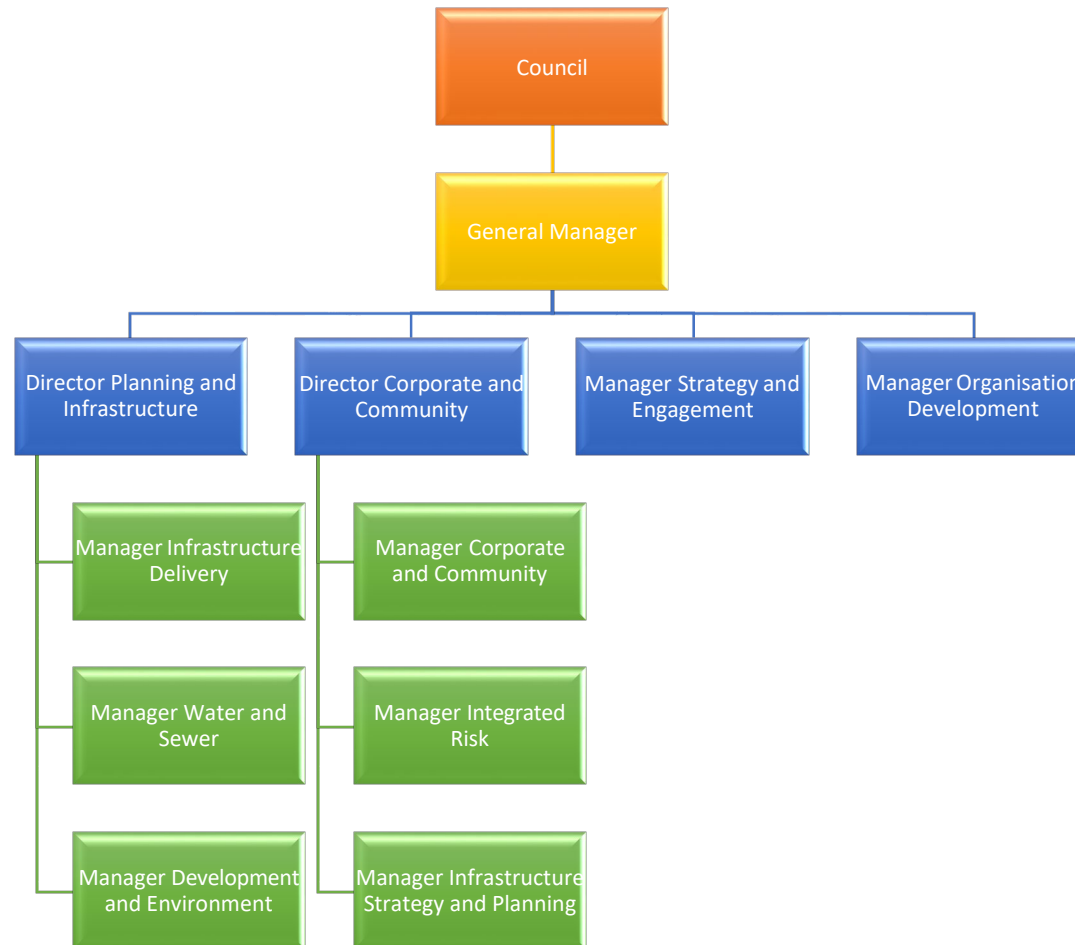 Council
General Manager
Director Planning and
Infrastructure
Director Corporate and
Community
Manager Strategy and
Engagement
Manager Organisation
Development
Manager Infrastructure
Delivery
Manager Corporate
and Community
Manager Water and
Sewer
Manager Integrated
Risk
Manager Development
and Environment
Manager Infrastructure
Strategy and Planning